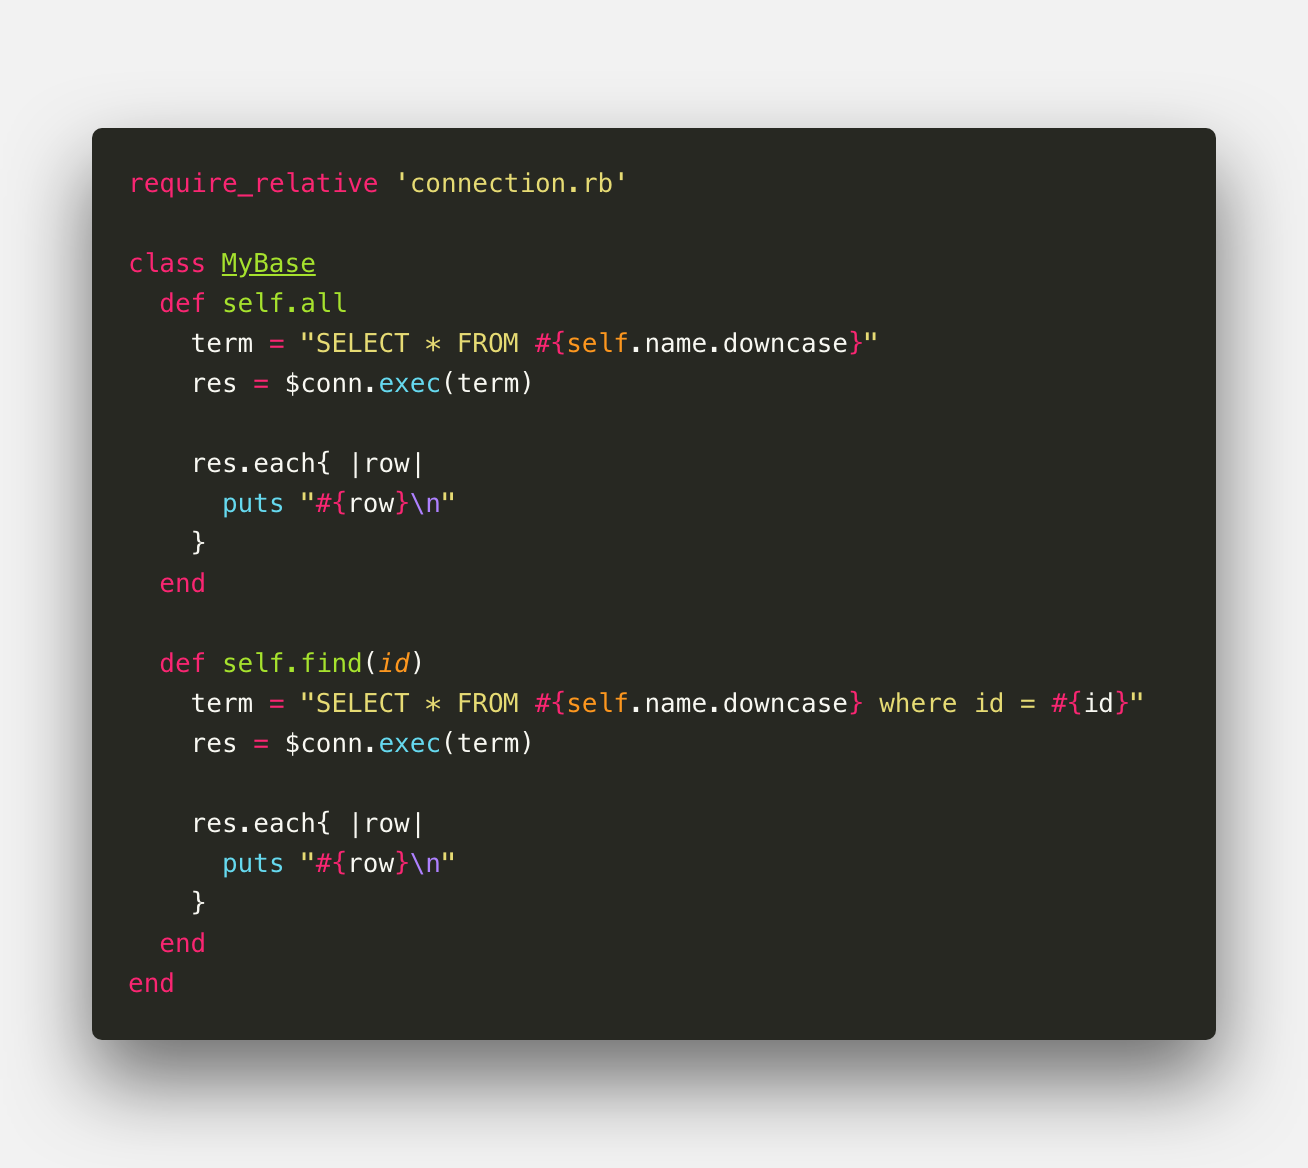 require_relative 'connection.rb'
class MyBase
  def self.all
    term = "SELECT * FROM #{self.name.downcase}"
    res = $conn.exec(term)
    res.each{ |row|
      puts "#{row}\n"
    }
  end
  def self.find(id)
    term = "SELECT * FROM #{self.name.downcase} where id = #{id}"
    res = $conn.exec(term)
    res.each{ |row|
      puts "#{row}\n"
    }
  end
end